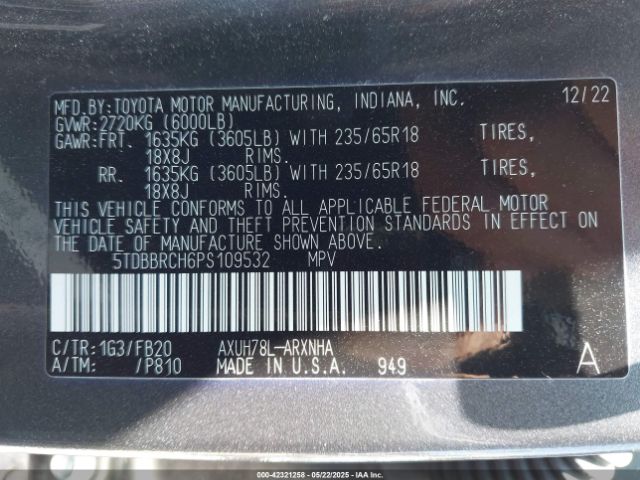 MFD.BY:TOYOTA MOTOR MANUFACTURING, INDIANA, INC. 12/22
GVWR:2720KG (6000LB)
GAWR:FRT. 1635KG (3605LB) WITH 235/65R18 TIRES,
18X8J RIMS.
RR. 1635KG (3605LB) WITH 235/65R18 TIRES,
18X8J RIMS.
THIS VEHICLE CONFORMS TO ALL APPLICABLE FEDERAL MOTOR
VEHICLE SAFETY AND THEFT PREVENTION STANDARDS IN EFFECT ON
THE DATE OF MANUFACTURE SHOWN ABOVE.
5TDBBRCH6PS109532 MPV
C/TR:1G3/FB20 AXUH78L-ARXNHA
A/TM: /P810 MADE IN U.S.A. 949 A
000-42321258 - 05/22/2025 - IAA Inc.